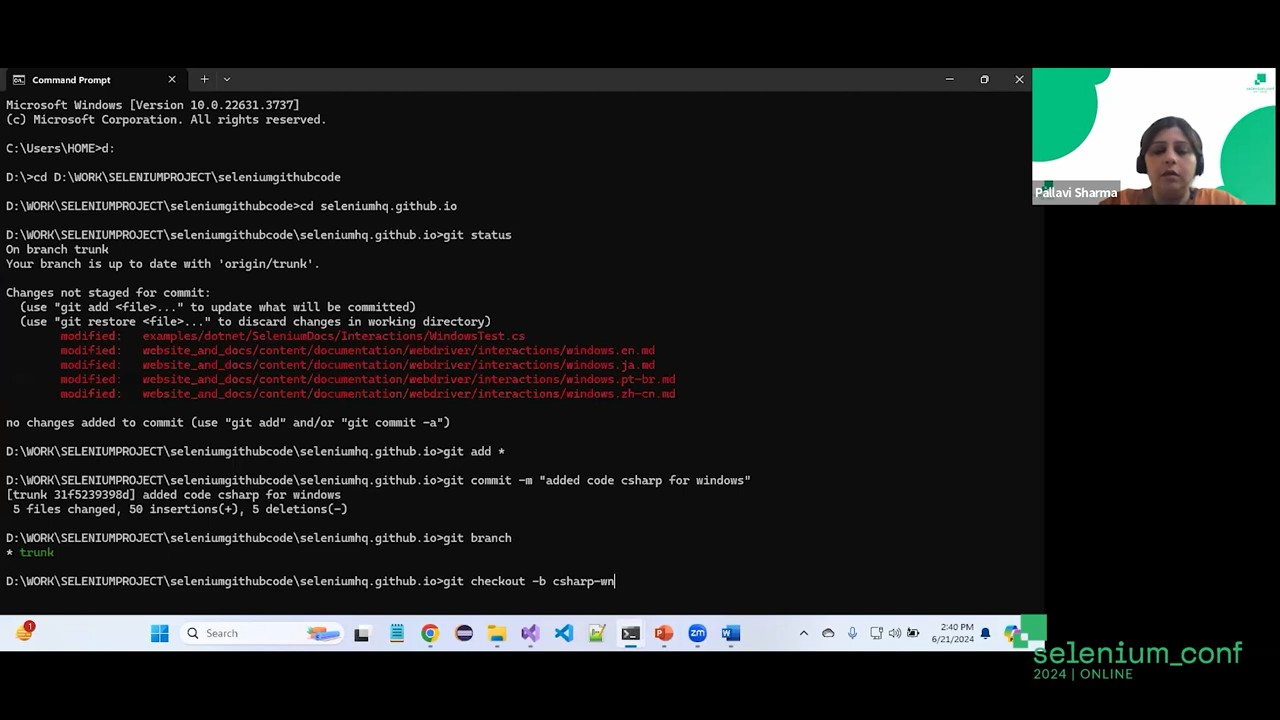 Command Prompt
Microsoft Windows [Version 10.0.22631.3737]
(c) Microsoft Corporation. All rights reserved.
C:\Users\HOME>d:
D:\>cd D:\WORK\SELENIUMPROJECT\seleniumgithubcode
D:\WORK\SELENIUMPROJECT\seleniumgithubcode>cd seleniumhq.github.io
D:\WORK\SELENIUMPROJECT\seleniumgithubcode\seleniumhq.github.io>git status
On branch trunk
Your branch is up to date with 'origin/trunk'.
Changes not staged for commit:
(use "git add <file>..." to update what will be committed)
(use "git restore <file>..." to discard changes in working directory)
modified: examples/dotnet/SeleniumDocs/Interactions/WindowsTest.cs
modified: website_and_docs/content/documentation/webdriver/interactions/windows.en.md
modified: website_and_docs/content/documentation/webdriver/interactions/windows.ja.md
modified: website_and_docs/content/documentation/webdriver/interactions/windows.pt-br.md
modified: website_and_docs/content/documentation/webdriver/interactions/windows.zh-cn.md
no changes added to commit (use "git add" and/or "git commit -a")
D:\WORK\SELENIUMPROJECT\seleniumgithubcode\seleniumhq.github.io>git add *
D:\WORK\SELENIUMPROJECT\seleniumgithubcode\seleniumhq.github.io>git commit -m "added code csharp for windows"
[trunk 31f5239398d] added code csharp for windows
5 files changed, 50 insertions(+), 5 deletions(-)
D:\WORK\SELENIUMPROJECT\seleniumgithubcode\seleniumhq.github.io>git branch
* trunk
D:\WORK\SELENIUMPROJECT\seleniumgithubcode\seleniumhq.github.io>git checkout -b csharp-wn
Pallavi Sharma
selenium_conf
1
Search
2:40 PM
6/21/2024
selenium_conf
2024 | ONLINE